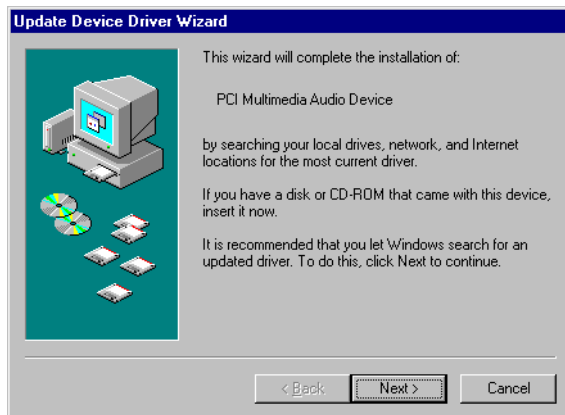 Update Device Driver Wizard
This wizard will complete the installation of:
PCI Multimedia Audio Device
by searching your local drives, network, and Internet
locations for the most current driver.
If you have a disk or CD-ROM that came with this device,
insert it now.
It is recommended that you let Windows search for an
updated driver. To do this, click Next to continue.
< Back
Next >
Cancel